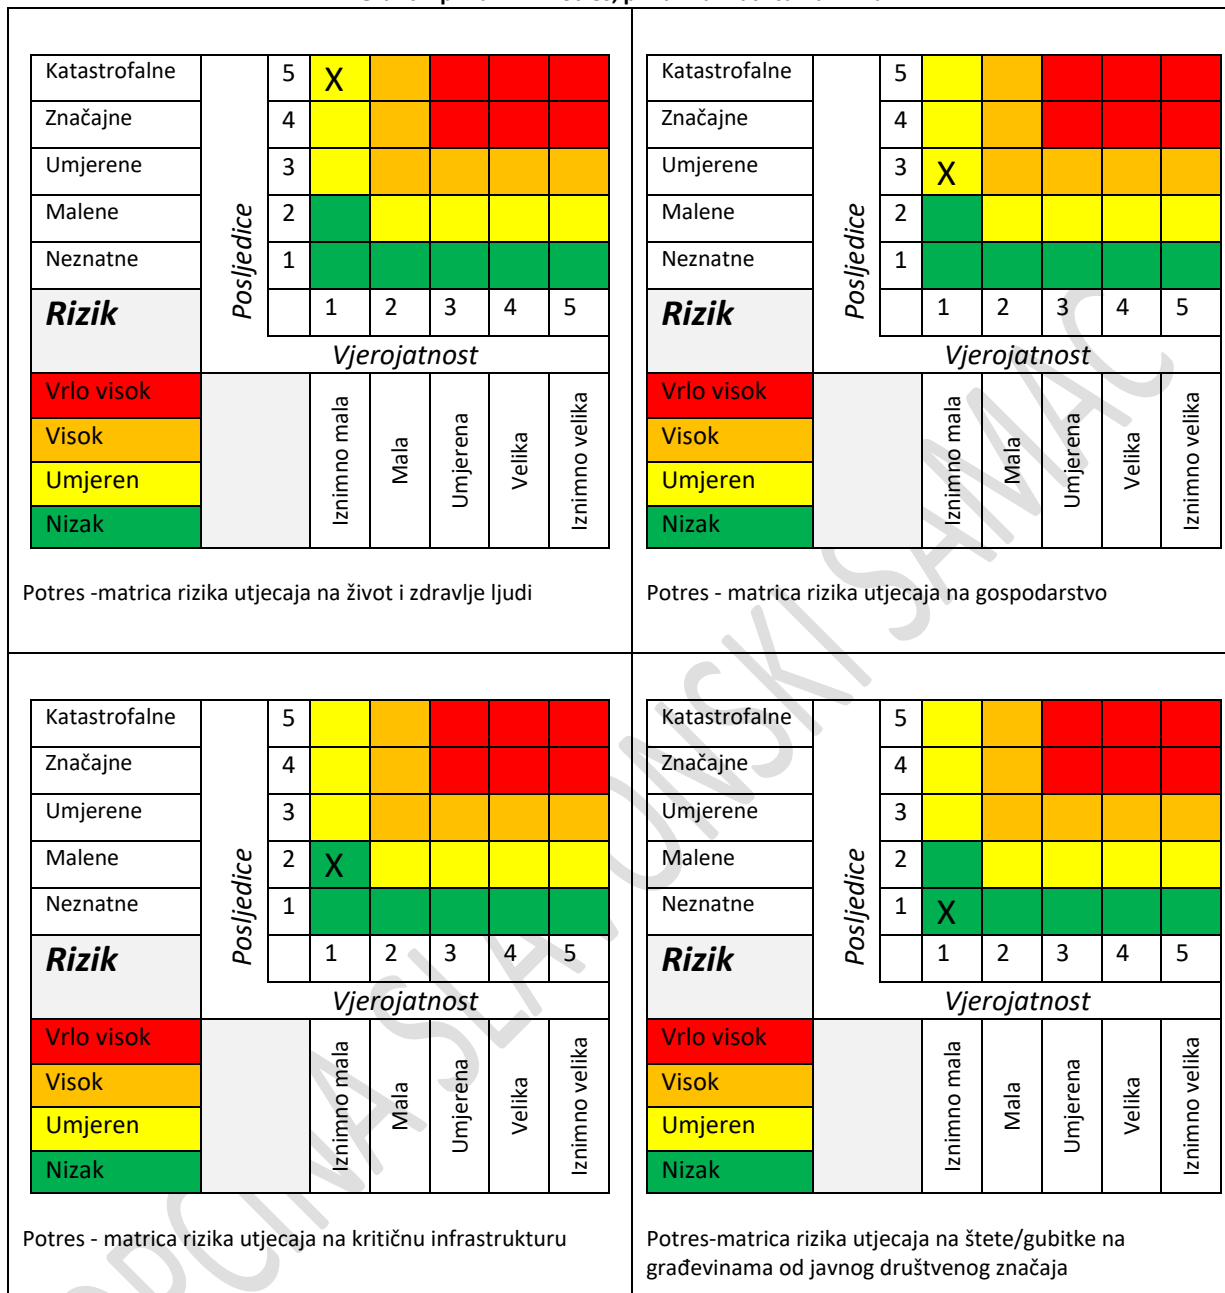 Katastrofalne 5 X
Značajne 4
Umjerene 3
Malene 2
Neznatne 1
Posljedice
Rizik 1 2 3 4 5
Vjerojatnost
Vrlo visok
Visok
Umjeren
Nizak
Iznimno mala
Mala
Umjerena
Velika
Iznimno velika
Potres -matrica rizika utjecaja na život i zdravlje ljudi
Katastrofalne 5
Značajne 4
Umjerene 3 X
Malene 2
Neznatne 1
Posljedice
Rizik 1 2 3 4 5
Vjerojatnost
Vrlo visok
Visok
Umjeren
Nizak
Iznimno mala
Mala
Umjerena
Velika
Iznimno velika
Potres - matrica rizika utjecaja na gospodarstvo
Katastrofalne 5
Značajne 4
Umjerene 3
Malene 2 X
Neznatne 1
Posljedice
Rizik 1 2 3 4 5
Vjerojatnost
Vrlo visok
Visok
Umjeren
Nizak
Iznimno mala
Mala
Umjerena
Velika
Iznimno velika
Potres - matrica rizika utjecaja na kritičnu infrastrukturu
Katastrofalne 5
Značajne 4
Umjerene 3
Malene 2
Neznatne 1 X
Posljedice
Rizik 1 2 3 4 5
Vjerojatnost
Vrlo visok
Visok
Umjeren
Nizak
Iznimno mala
Mala
Umjerena
Velika
Iznimno velika
Potres-matrica rizika utjecaja na štete/gubitke na
građevinama od javnog društvenog značaja
SLAVONSKI ŠAMAC